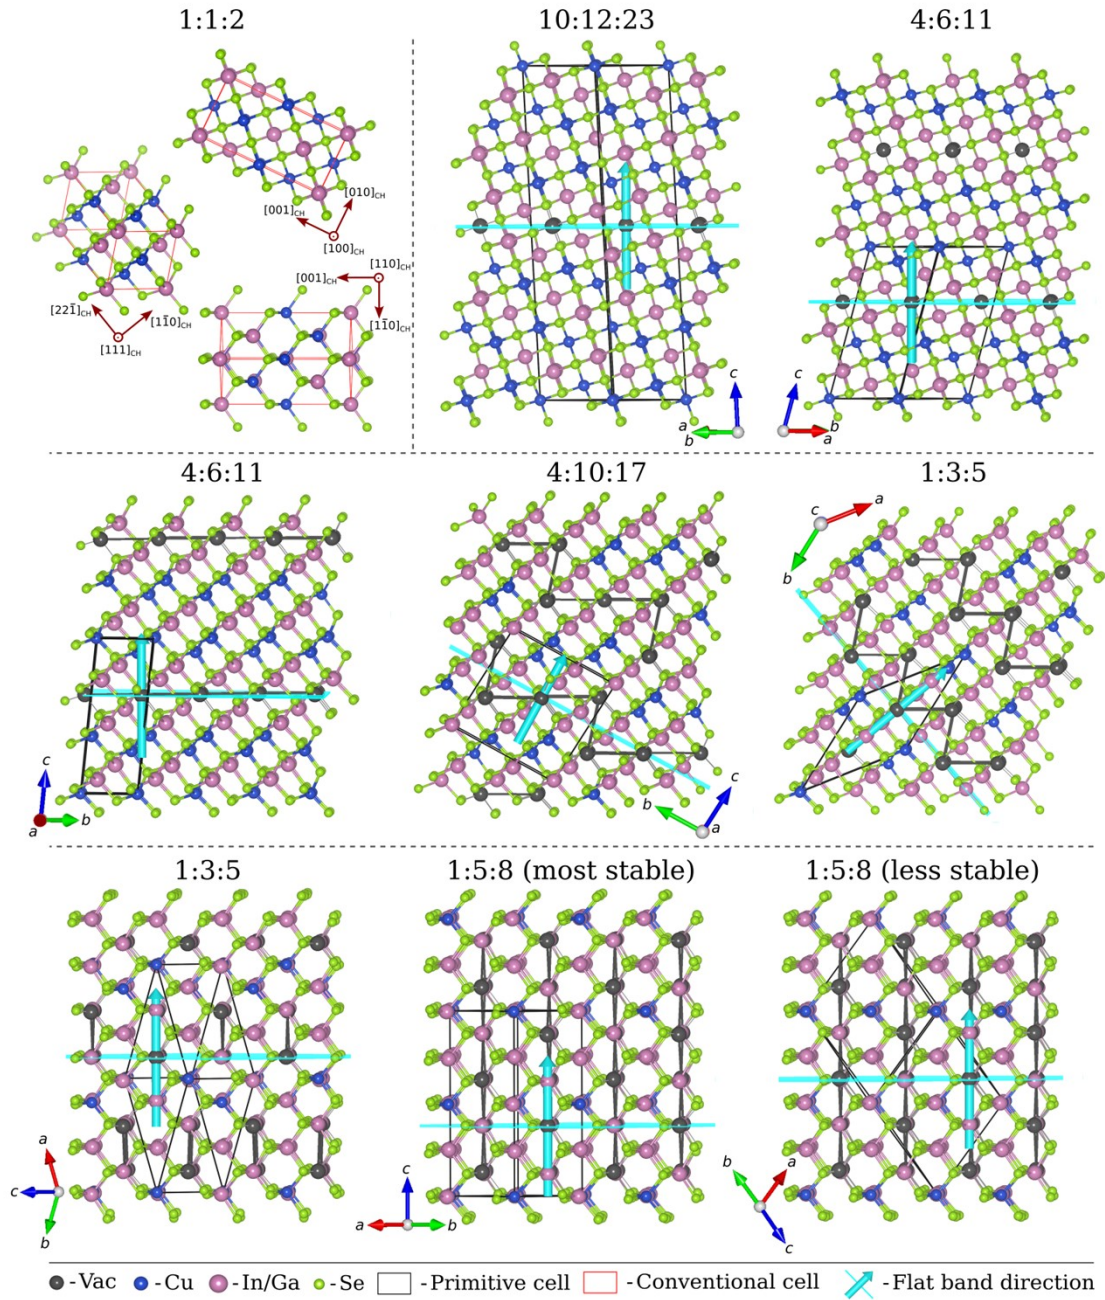 1:1:2
10:12:23
4:6:11
[010]CH
[001]CH
[100]CH
[001]CH
[110]CH
[11̄0]CH
[221̄]CH
[11̄0]CH
[111]CH
c
a
b
c
b
a
4:6:11
4:10:17
1:3:5
c
a
b
c
b
a
c
a
b
1:3:5
1:5:8 (most stable)
1:5:8 (less stable)
a
c
b
c
a
b
b
a
c
-Vac -Cu -In/Ga -Se -Primitive cell -Conventional cell -Flat band direction